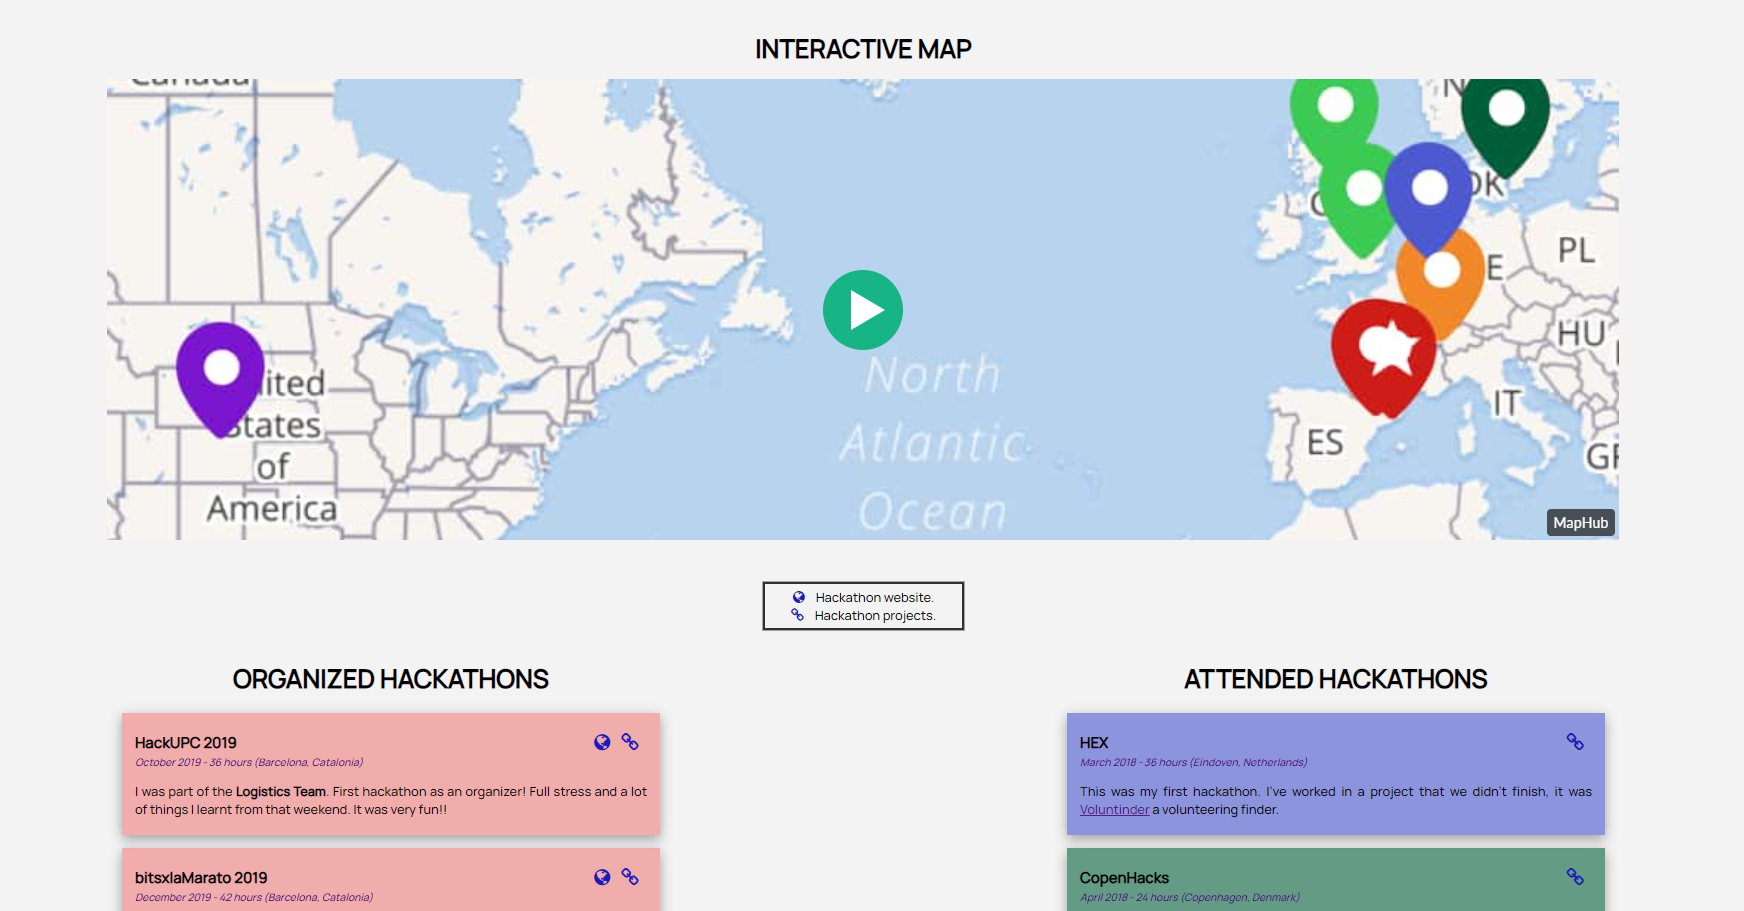 INTERACTIVE MAP
Canada
N
DK
PL
E
HU
IT
ES
ited
States
of
America
North
Atlantic
Ocean
MapHub
Hackathon website.
Hackathon projects.
ORGANIZED HACKATHONS
HackUPC 2019
October 2019 - 36 hours (Barcelona, Catalonia)
I was part of the Logistics Team. First hackathon as an organizer! Full stress and a lot
of things I learnt from that weekend. It was very fun!!
bitsxlaMarato 2019
December 2019 - 42 hours (Barcelona, Catalonia)
ATTENDED HACKATHONS
HEX
March 2018 - 36 hours (Eindoven, Netherlands)
This was my first hackathon. I've worked in a project that we didn't finish, it was
Voluntinder a volunteering finder.
CopenHacks
April 2018 - 24 hours (Copenhagen, Denmark)